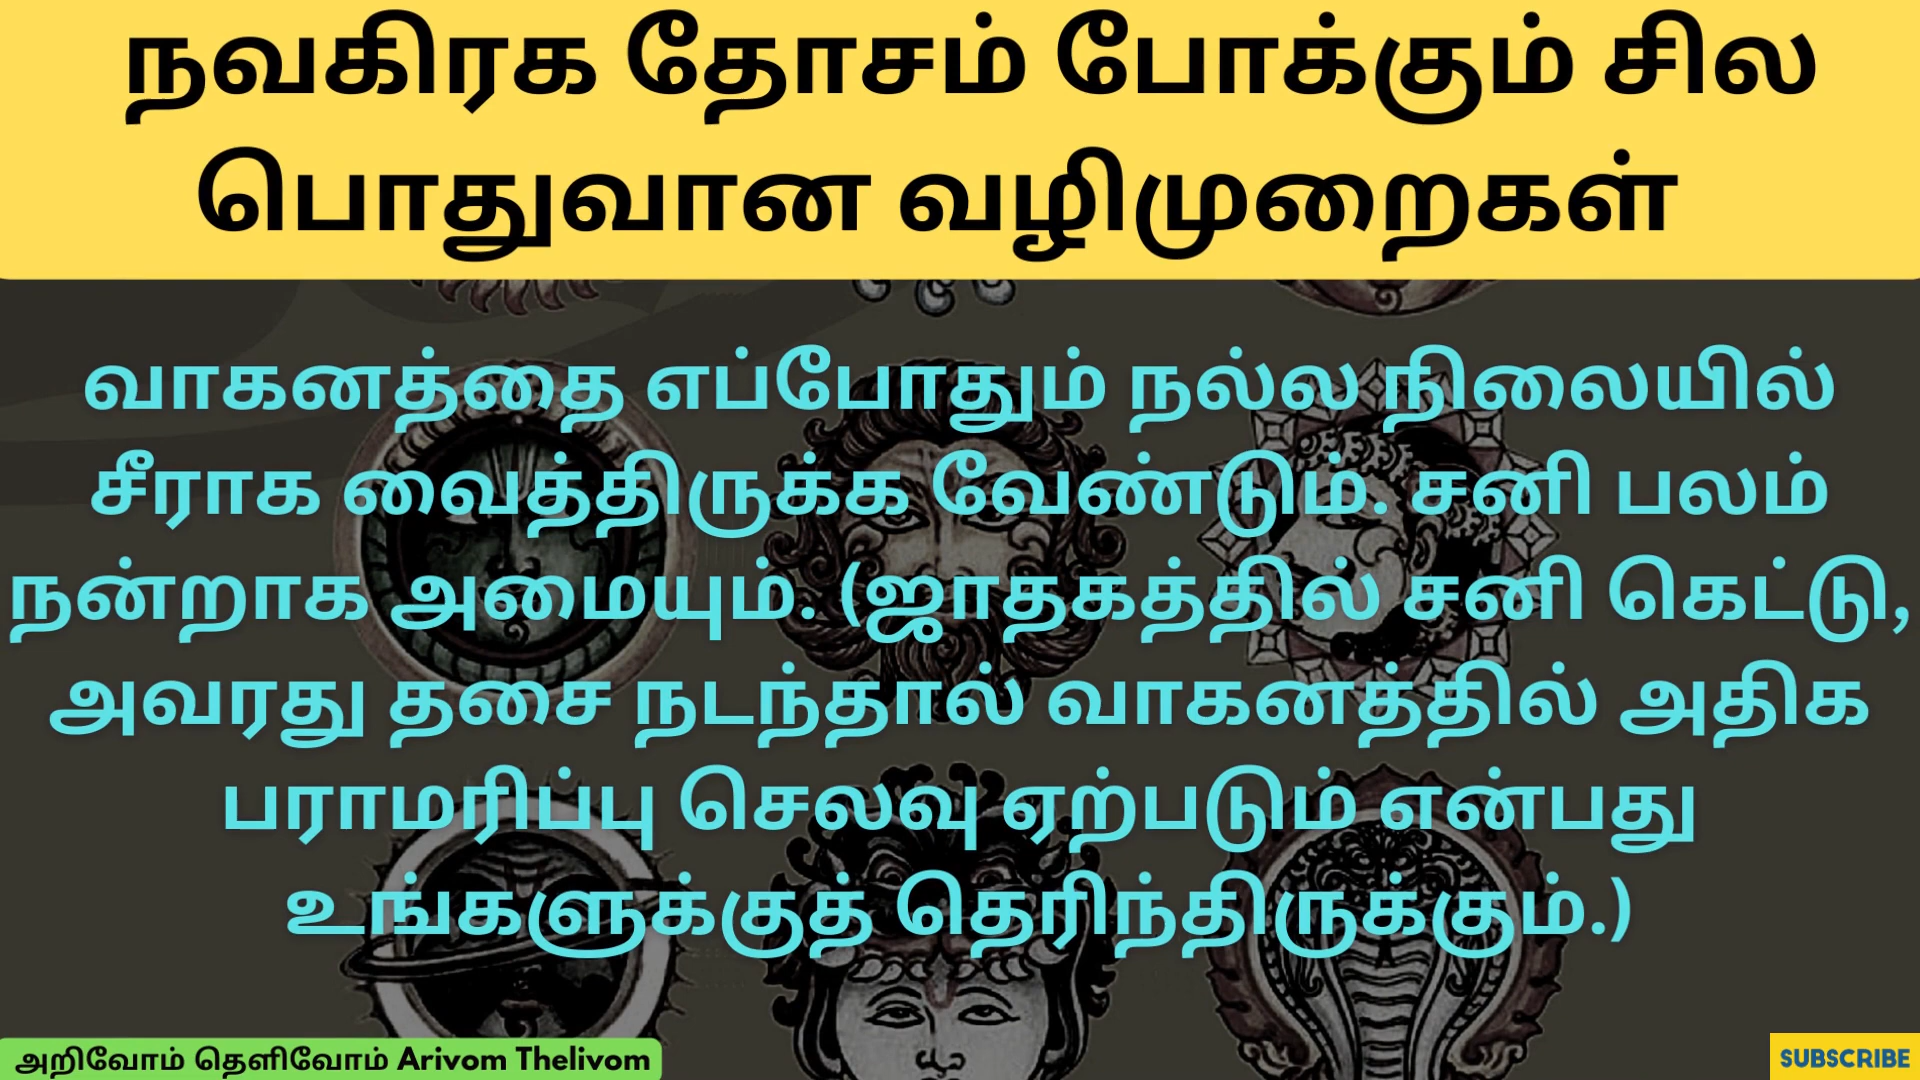 நவகிரக தோசம் போக்கும் சில
பொதுவான வழிமுறைகள்
வாகனத்தை எப்போதும் நல்ல நிலையில்
சீராக வைத்திருக்க வேண்டும். சனி பலம்
நன்றாக அமையும். (ஜாதகத்தில் சனி கெட்டு,
அவரது தசை நடந்தால் வாகனத்தில் அதிக
பராமரிப்பு செலவு ஏற்படும் என்பது
உங்களுக்குத் தெரிந்திருக்கும்.)
அறிவோம் தெளிவோம் Arivom Thelivom
SUBSCRIBE